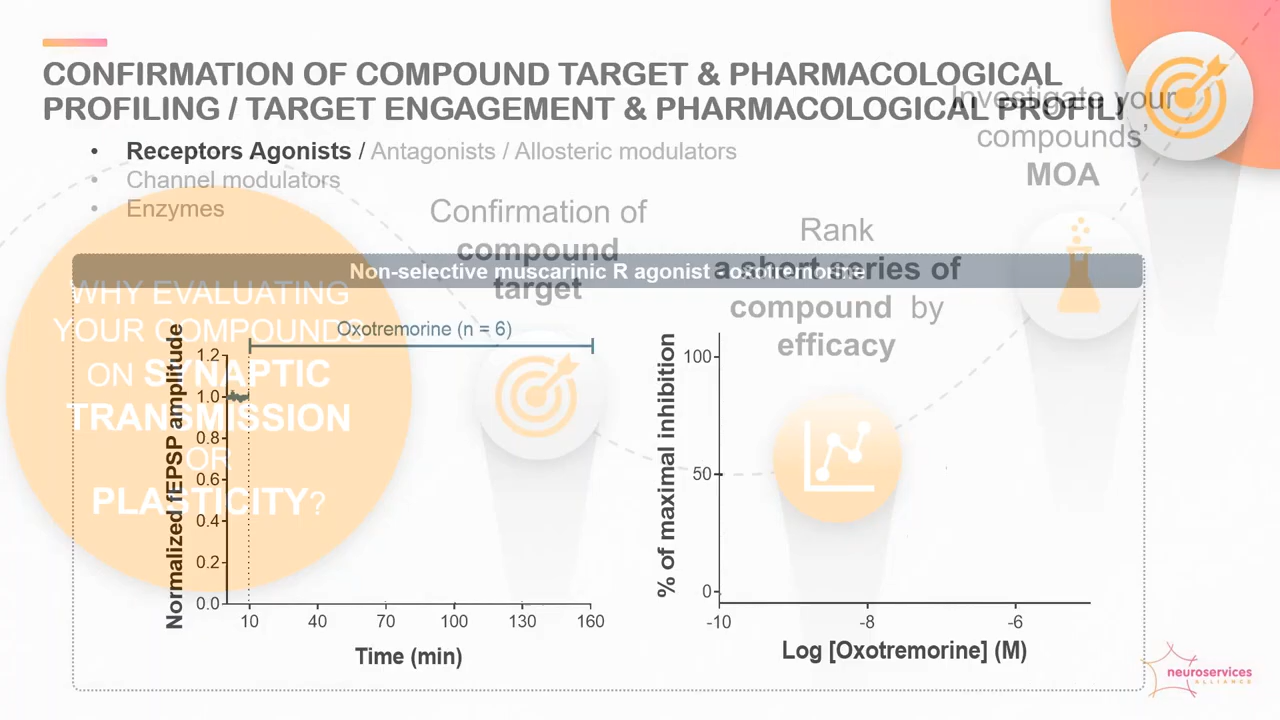 CONFIRMATION OF COMPOUND TARGET & PHARMACOLOGICAL
PROFILING / TARGET ENGAGEMENT & PHARMACOLOGICAL
• Receptors Agonists / Antagonists / Allosteric modulators
• Channel modulators
• Enzymes
Investigate your
compounds’
MOA
Confirmation of
compound
target
Rank
a short series of
compound by
efficacy
Non-selective muscarinic R agonist oxotremorine
WHY EVALUATING
YOUR COMPOUNDS
ON SYNAPTIC
TRANSMISSION
OR
PLASTICITY?
Oxotremorine (n = 6)
Normalized fEPSP amplitude
1.2
1.0
0.8
0.6
0.4
0.2
0.0
10 40 70 100 130 160
Time (min)
% of maximal inhibition
100
50
0
-10 -8 -6
Log [Oxotremorine] (M)
neuroservices
ALLIANCE